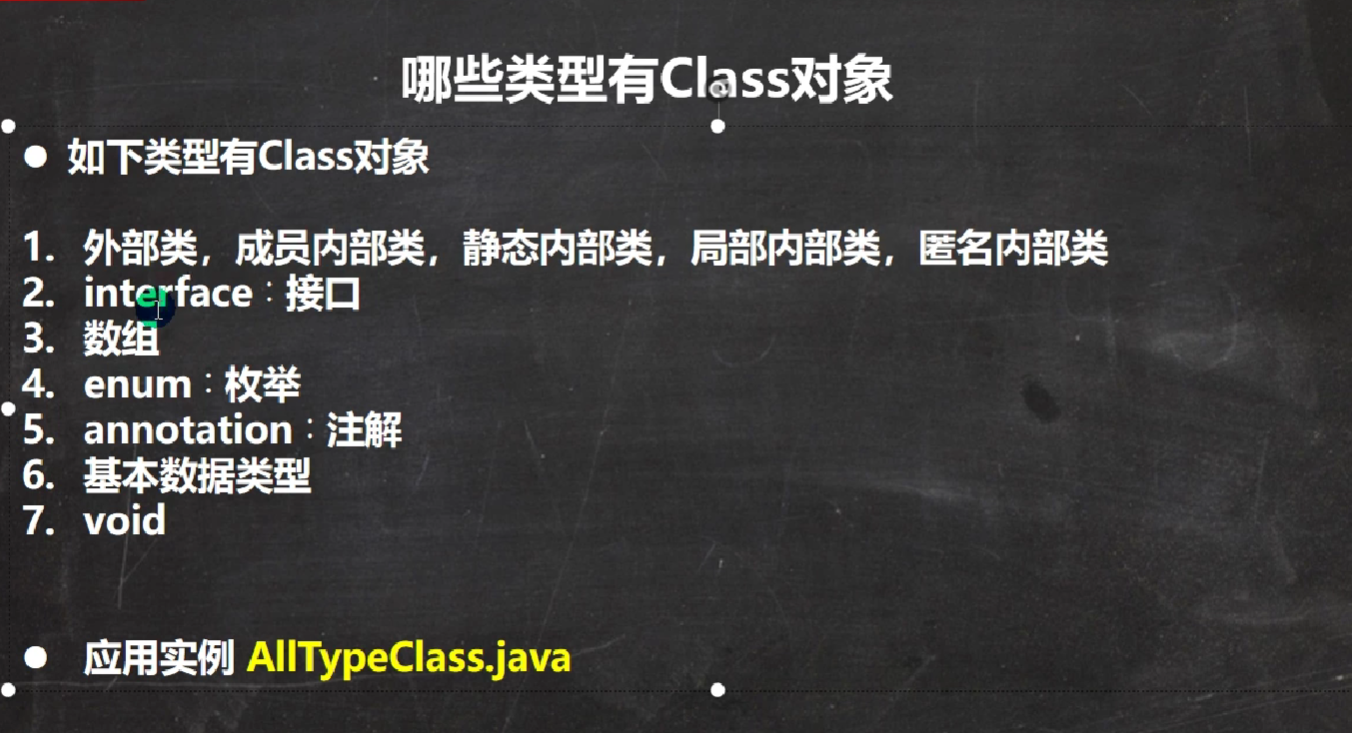 哪些类型有Class对象
● 如下类型有Class对象
1. 外部类，成员内部类，静态内部类，局部内部类，匿名内部类
2. interface：接口
3. 数组
4. enum：枚举
5. annotation：注解
6. 基本数据类型
7. void
● 应用实例 AllTypeClass.java